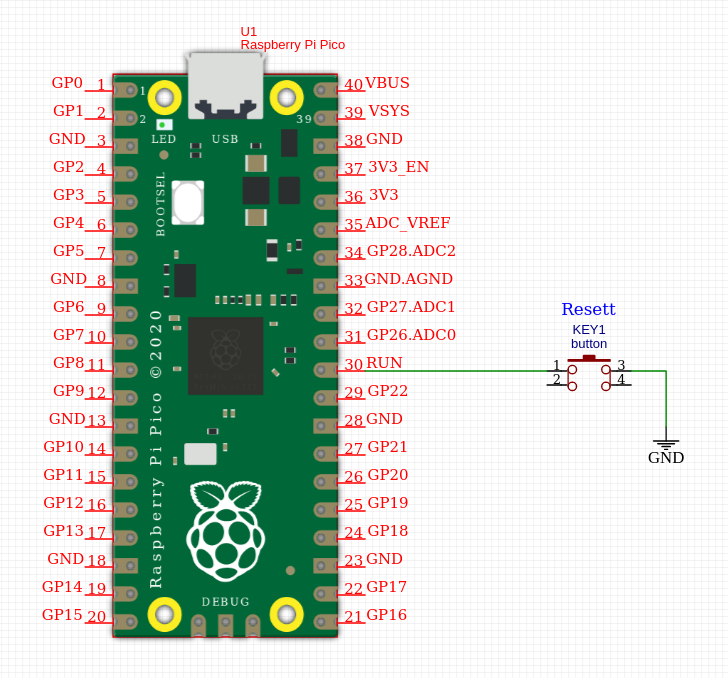 U1
Raspberry Pi Pico
GP0 1
GP1 2
GND 3
GP2 4
GP3 5
GP4 6
GP5 7
GND 8
GP6 9
GP7 10
GP8 11
GP9 12
GND 13
GP10 14
GP11 15
GP12 16
GP13 17
GND 18
GP14 19
GP15 20
1
2
39
LED
USB
BOOTSEL
Raspberry Pi Pico ©2020
DEBUG
40 VBUS
39 VSYS
38 GND
37 3V3_EN
36 3V3
35 ADC_VREF
34 GP28.ADC2
33 GND.AGND
32 GP27.ADC1
31 GP26.ADC0
30 RUN
29 GP22
28 GND
27 GP21
26 GP20
25 GP19
24 GP18
23 GND
22 GP17
21 GP16
Resett
KEY1
button
1 3
2 4
GND